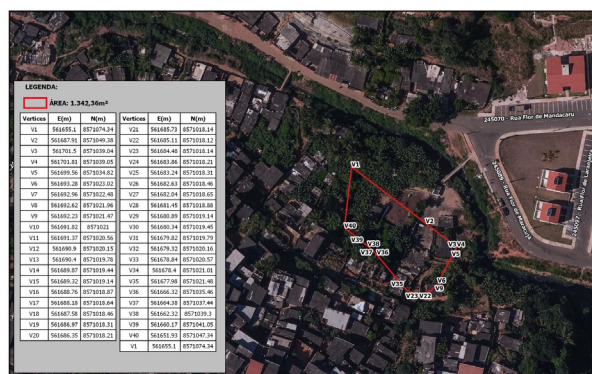 LEGENDA:
ÁREA: 1.342,36m²
Vertices E(m) N(m) Vertices E(m) N(m)
V1 561655.1 8571074.34 V21 561685.73 8571018.14
V2 561687.91 8571049.38 V22 561685.11 8571018.12
V3 561701.5 8571039.04 V23 561684.48 8571018.14
V4 561701.81 8571039.05 V24 561683.86 8571018.21
V5 561699.56 8571034.82 V25 561683.24 8571018.31
V6 561693.28 8571023.02 V26 561682.63 8571018.46
V7 561692.96 8571022.48 V27 561682.04 8571018.65
V8 561692.62 8571021.96 V28 561681.45 8571018.88
V9 561692.23 8571021.47 V29 561680.89 8571019.14
V10 561691.82 8571021 V30 561680.34 8571019.45
V11 561691.37 8571020.56 V31 561679.82 8571019.79
V12 561690.9 8571020.15 V32 561679.32 8571020.16
V13 561690.4 8571019.78 V33 561678.84 8571020.57
V14 561689.87 8571019.44 V34 561678.4 8571021.01
V15 561689.32 8571019.14 V35 561677.98 8571021.48
V16 561688.76 8571018.87 V36 561666.32 8571035.46
V17 561688.18 8571018.64 V37 561664.38 8571037.44
V18 561687.58 8571018.46 V38 561662.32 8571039.3
V19 561686.97 8571018.31 V39 561660.17 8571041.05
V20 561686.35 8571018.21 V40 561651.93 8571047.34
V1 561655.1 8571074.34
245070 - Rua Flor de Mandacaru
V1
V2
V40
V39
V38
V37 V36
V3 V4
V5
V35
V6
V9
V23 V22